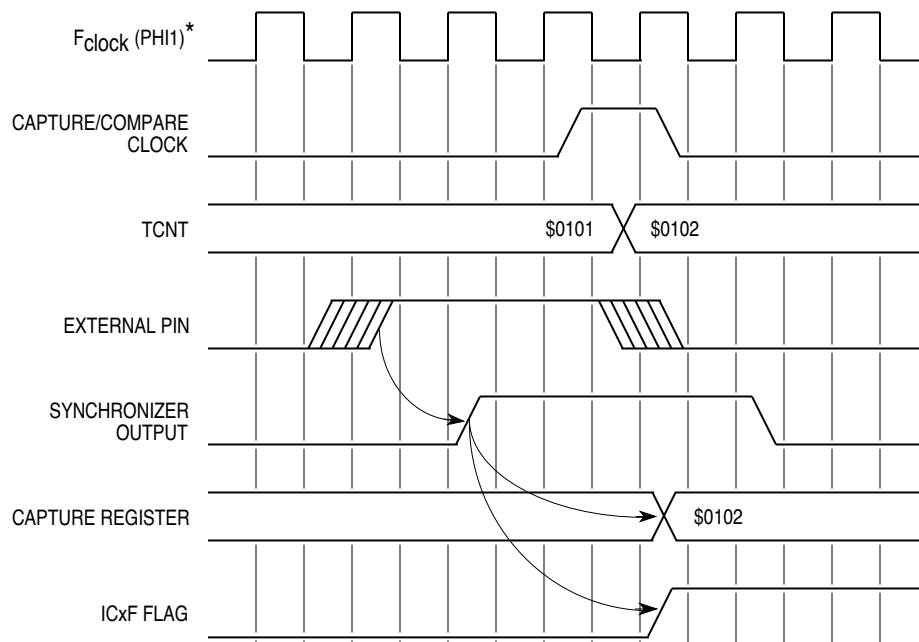 Fclock (PHI1)*
CAPTURE/COMPARE
CLOCK
TCNT
$0101
$0102
EXTERNAL PIN
SYNCHRONIZER
OUTPUT
CAPTURE REGISTER
$0102
ICxF FLAG